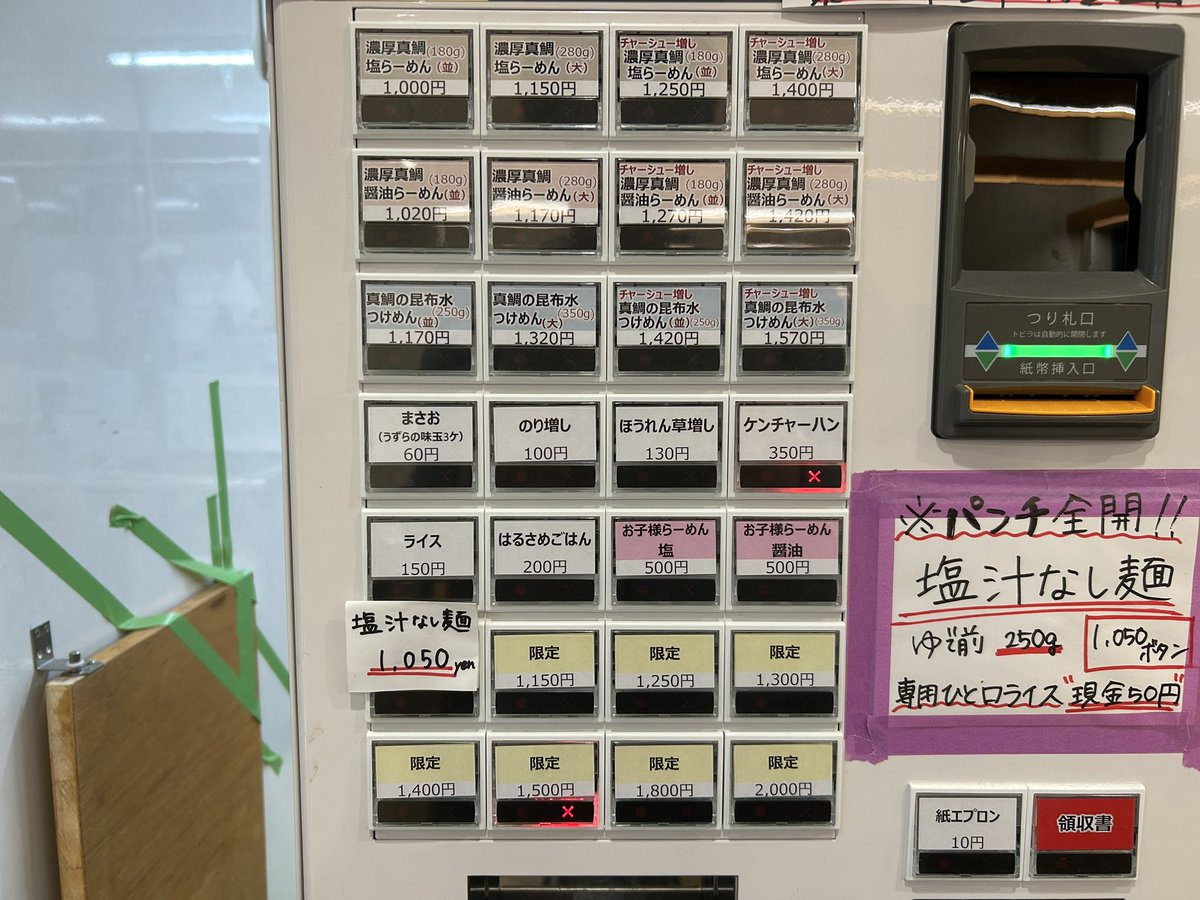 濃厚真鯛(180g)
塩らーめん(並)
1,000円
濃厚真鯛(280g)
塩らーめん(大)
1,150円
チャーシュー増し
濃厚真鯛(180g)
塩らーめん(並)
1,250円
チャーシュー増し
濃厚真鯛(280g)
塩らーめん(大)
1,400円
濃厚真鯛(180g)
醤油らーめん(並)
1,020円
濃厚真鯛(280g)
醤油らーめん(大)
1,170円
チャーシュー増し
濃厚真鯛(180g)
醤油らーめん(並)
1,270円
チャーシュー増し
濃厚真鯛(280g)
醤油らーめん(大)
1,420円
真鯛の昆布水
つけめん(並)(250g)
1,170円
真鯛の昆布水
つけめん(大)(350g)
1,320円
チャーシュー増し
真鯛の昆布水
つけめん(並)(250g)
1,420円
チャーシュー増し
真鯛の昆布水
つけめん(大)(350g)
1,570円
まさお
(うずらの味玉3ケ)
60円
のり増し
100円
ほうれん草増し
130円
ケンチャーハン
350円
ライス
150円
はるさめごはん
200円
お子様らーめん
塩
500円
お子様らーめん
醤油
500円
塩汁なし麺
1,050yen
限定
1,150円
限定
1,250円
限定
1,300円
限定
1,400円
限定
1,500円
限定
1,800円
限定
2,000円
つり札口
トビラは自動的に開閉します
紙幣挿入口
※パンチ全開!!
塩汁なし麺
ゆで前 250g 1,050ボタン
専用ひと口ライス"現金50円"
紙エプロン
10円
領収書